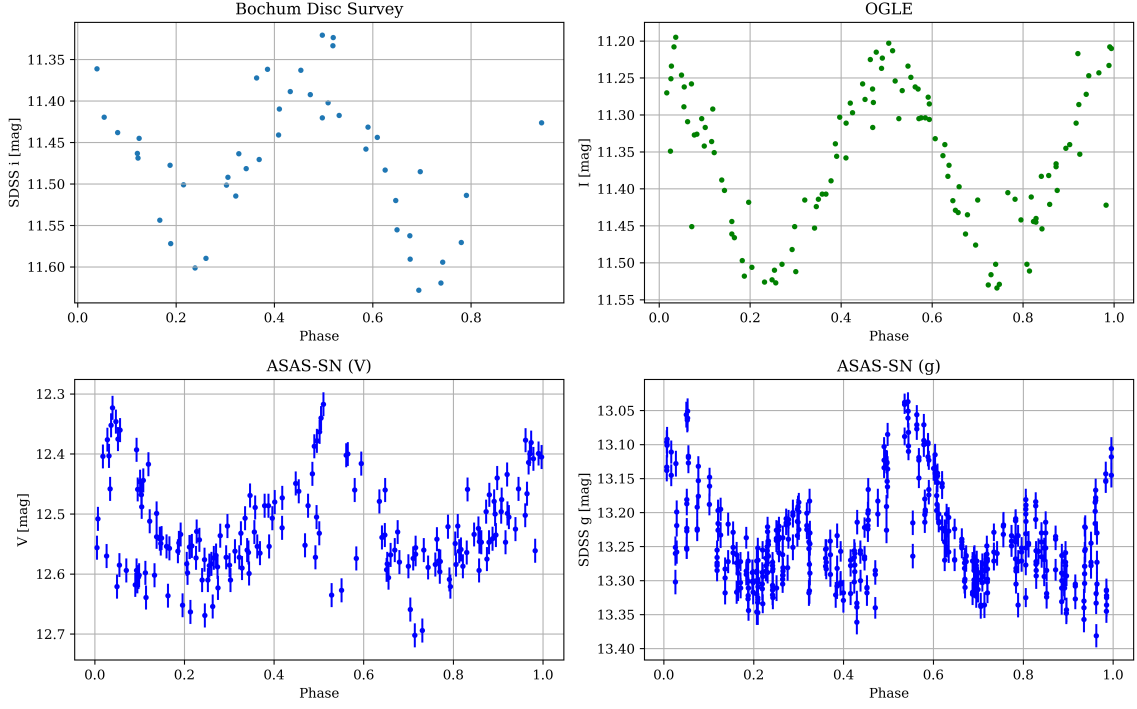 Bochum Disc Survey
SDSS i [mag]
11.35
11.40
11.45
11.50
11.55
11.60
0.0 0.2 0.4 0.6 0.8
Phase
OGLE
I [mag]
11.20
11.25
11.30
11.35
11.40
11.45
11.50
11.55
0.0 0.2 0.4 0.6 0.8 1.0
Phase
ASAS-SN (V)
V [mag]
12.3
12.4
12.5
12.6
12.7
0.0 0.2 0.4 0.6 0.8 1.0
Phase
ASAS-SN (g)
SDSS g [mag]
13.05
13.10
13.15
13.20
13.25
13.30
13.35
13.40
0.0 0.2 0.4 0.6 0.8 1.0
Phase